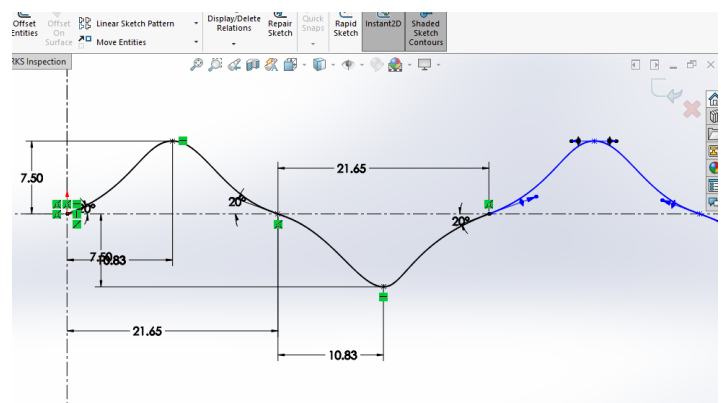 Offset Entities
Offset On Surface
Linear Sketch Pattern
Move Entities
Display/Delete Relations
Repair Sketch
Quick Snaps
Rapid Sketch
Instant2D
Shaded Sketch Contours
RKS Inspection
7.50
21.65
20°
20°
20°
7.50
10.83
21.65
10.83